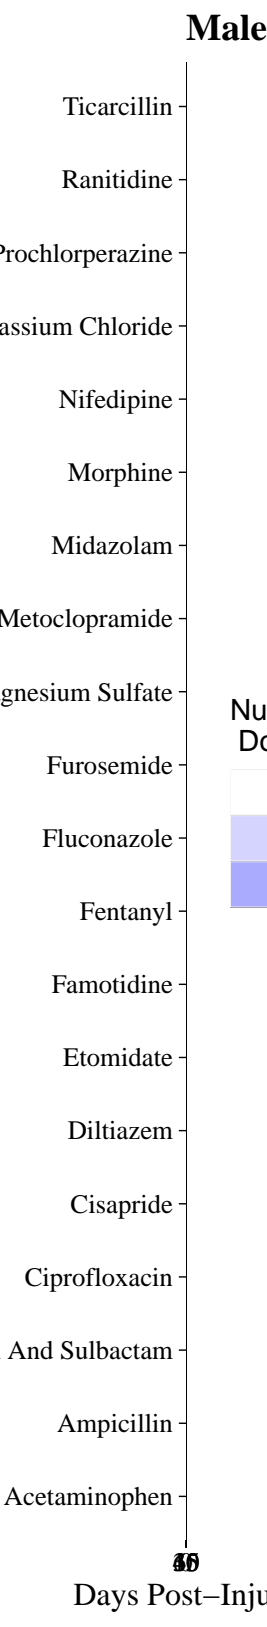 Male
Ticarcillin
Ranitidine
Prochlorperazine
assium Chloride
Nifedipine
Morphine
Midazolam
Metoclopramide
gnesium Sulfate
Nu
Do
Furosemide
Fluconazole
Fentanyl
Famotidine
Etomidate
Diltiazem
Cisapride
Ciprofloxacin
And Sulbactam
Ampicillin
Acetaminophen
Days Post−Inju